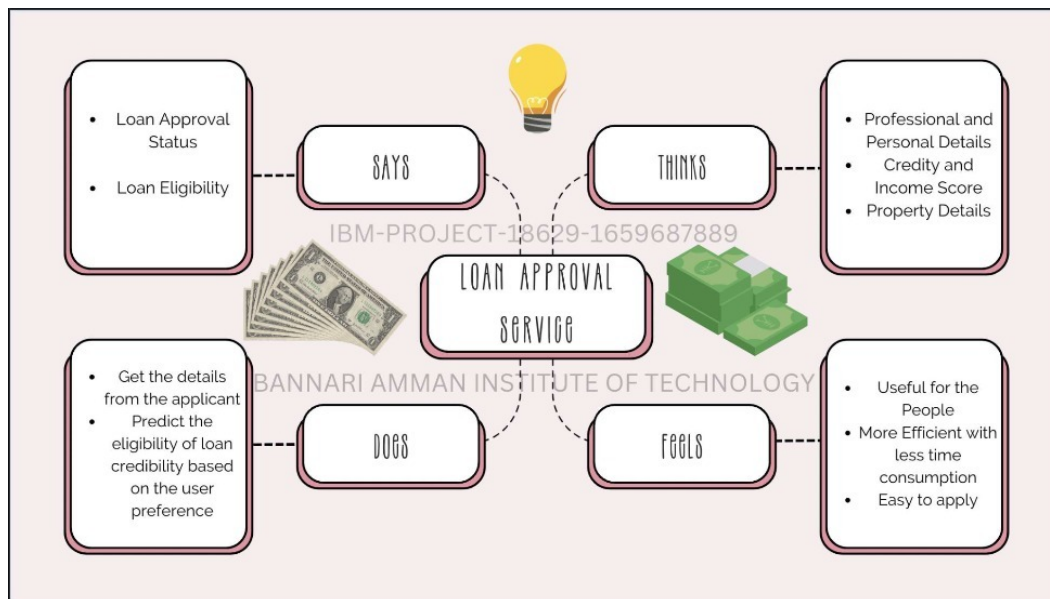 • Loan Approval
Status
• Loan Eligibility
SAYS
THINKS
• Professional and
Personal Details
• Credity and
Income Score
• Property Details
IBM-PROJECT-18629-1659687889
LOAN APPROVAL
SERVICE
BANNARI AMMAN INSTITUTE OF TECHNOLOGY
• Get the details
from the applicant
• Predict the
eligibility of loan
credibility based
on the user
preference
DOES
FEELS
• Useful for the
People
• More Efficient with
less time
consumption
• Easy to apply